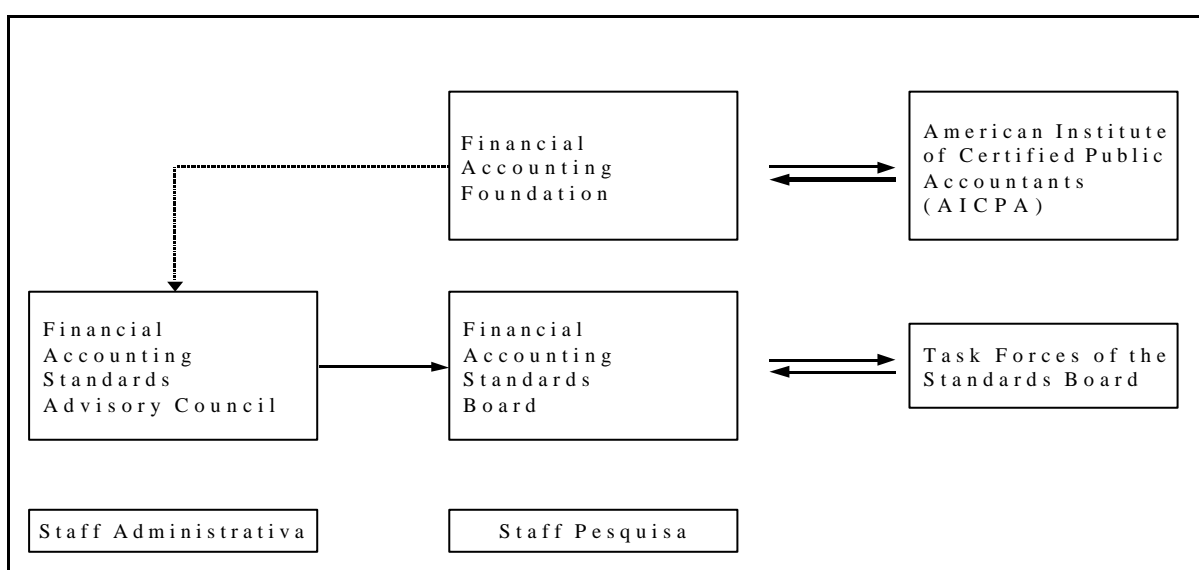 Financial
Accounting
Foundation
American Institute
of Certified Public
Accountants
(AICPA)
Financial
Accounting
Standards
Advisory Council
Financial
Accounting
Standards
Board
Task Forces of the
Standards Board
Staff Administrativa
Staff Pesquisa